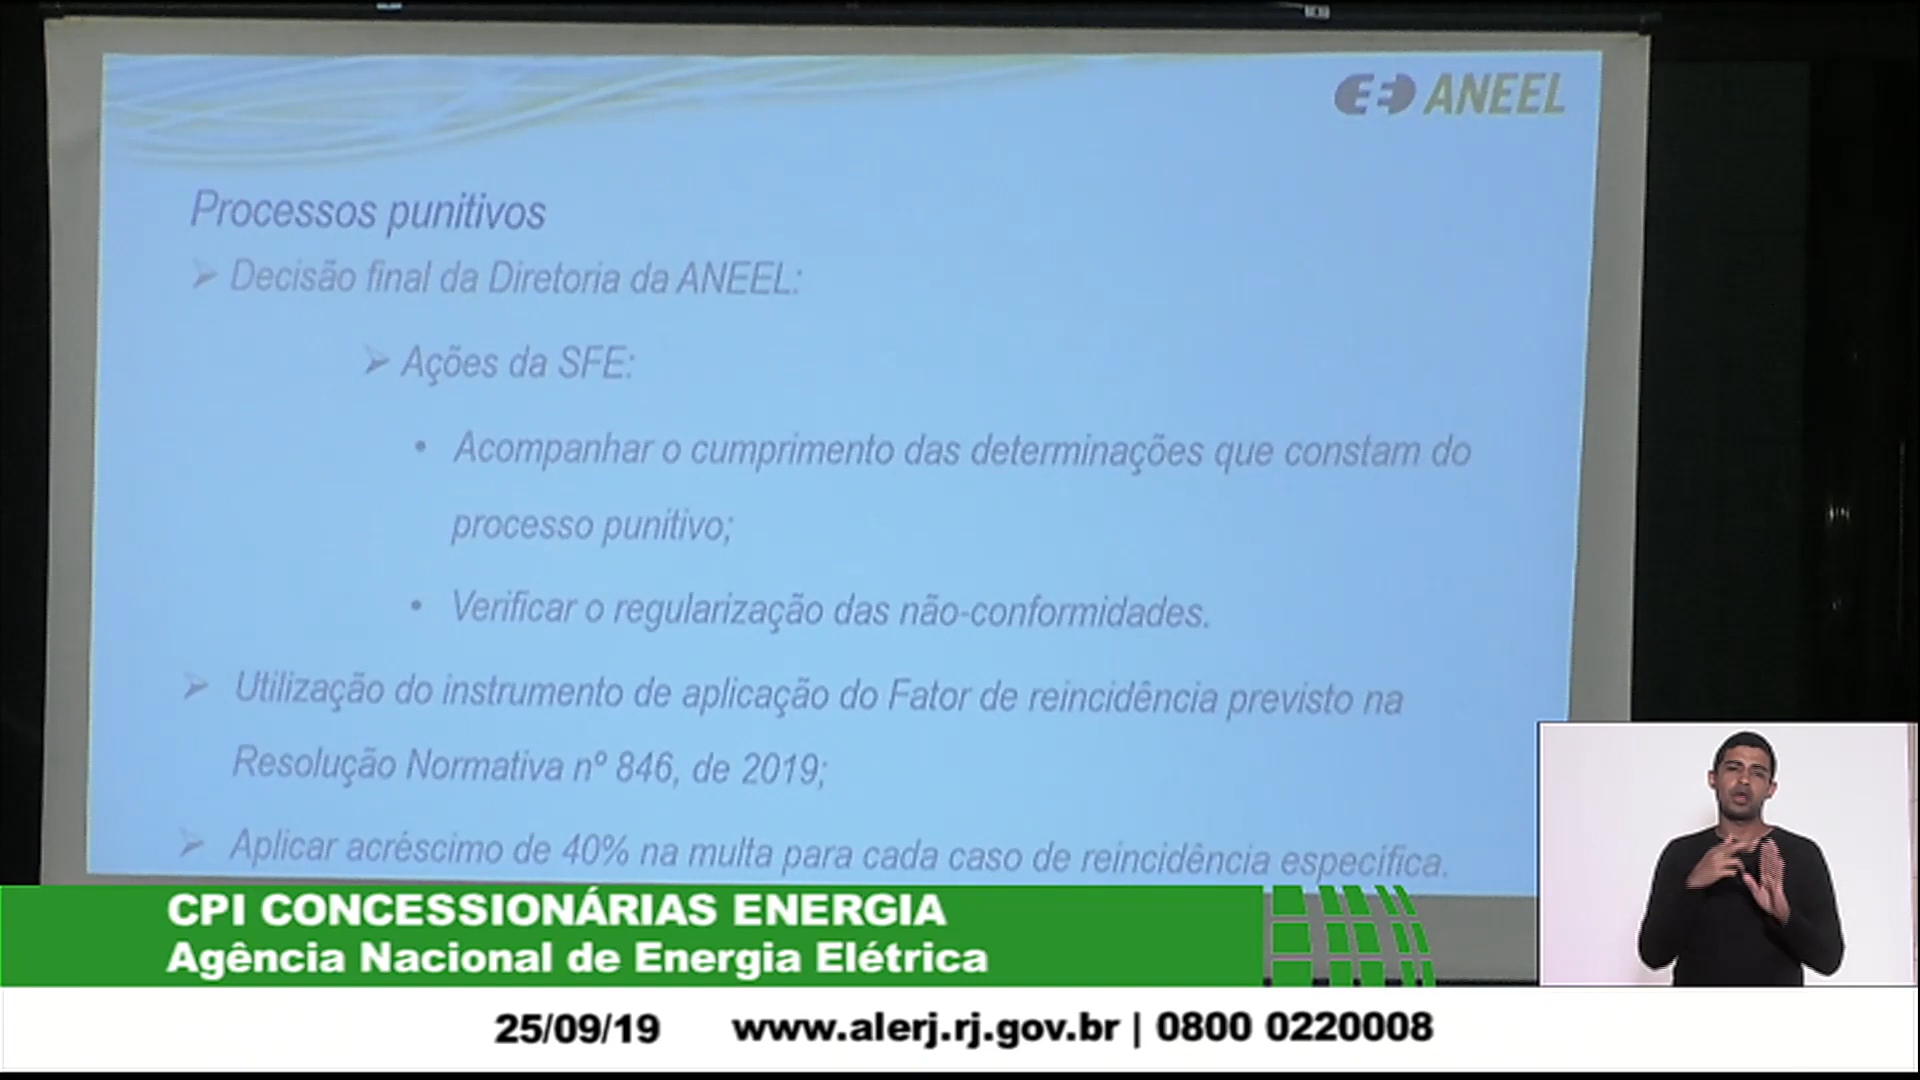 ANEEL
Processos punitivos
➢ Decisão final da Diretoria da ANEEL:
➢ Ações da SFE:
• Acompanhar o cumprimento das determinações que constam do
processo punitivo;
• Verificar o regularização das não-conformidades.
➢ Utilização do instrumento de aplicação do Fator de reincidência previsto na
Resolução Normativa nº 846, de 2019;
➢ Aplicar acréscimo de 40% na multa para cada caso de reincidência específica.
CPI CONCESSIONÁRIAS ENERGIA
Agência Nacional de Energia Elétrica
25/09/19 www.alerj.rj.gov.br | 0800 0220008